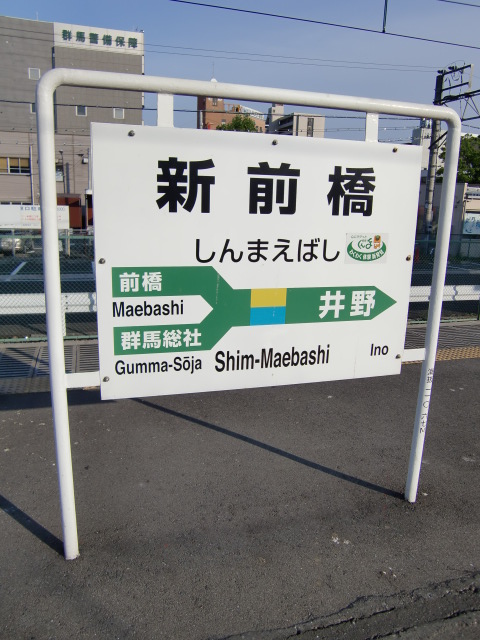 群馬警備保障
新前橋
しんまえばし
前橋
Maebashi
井野
群馬総社
Gumma-Sōja
Shim-Maebashi
Ino